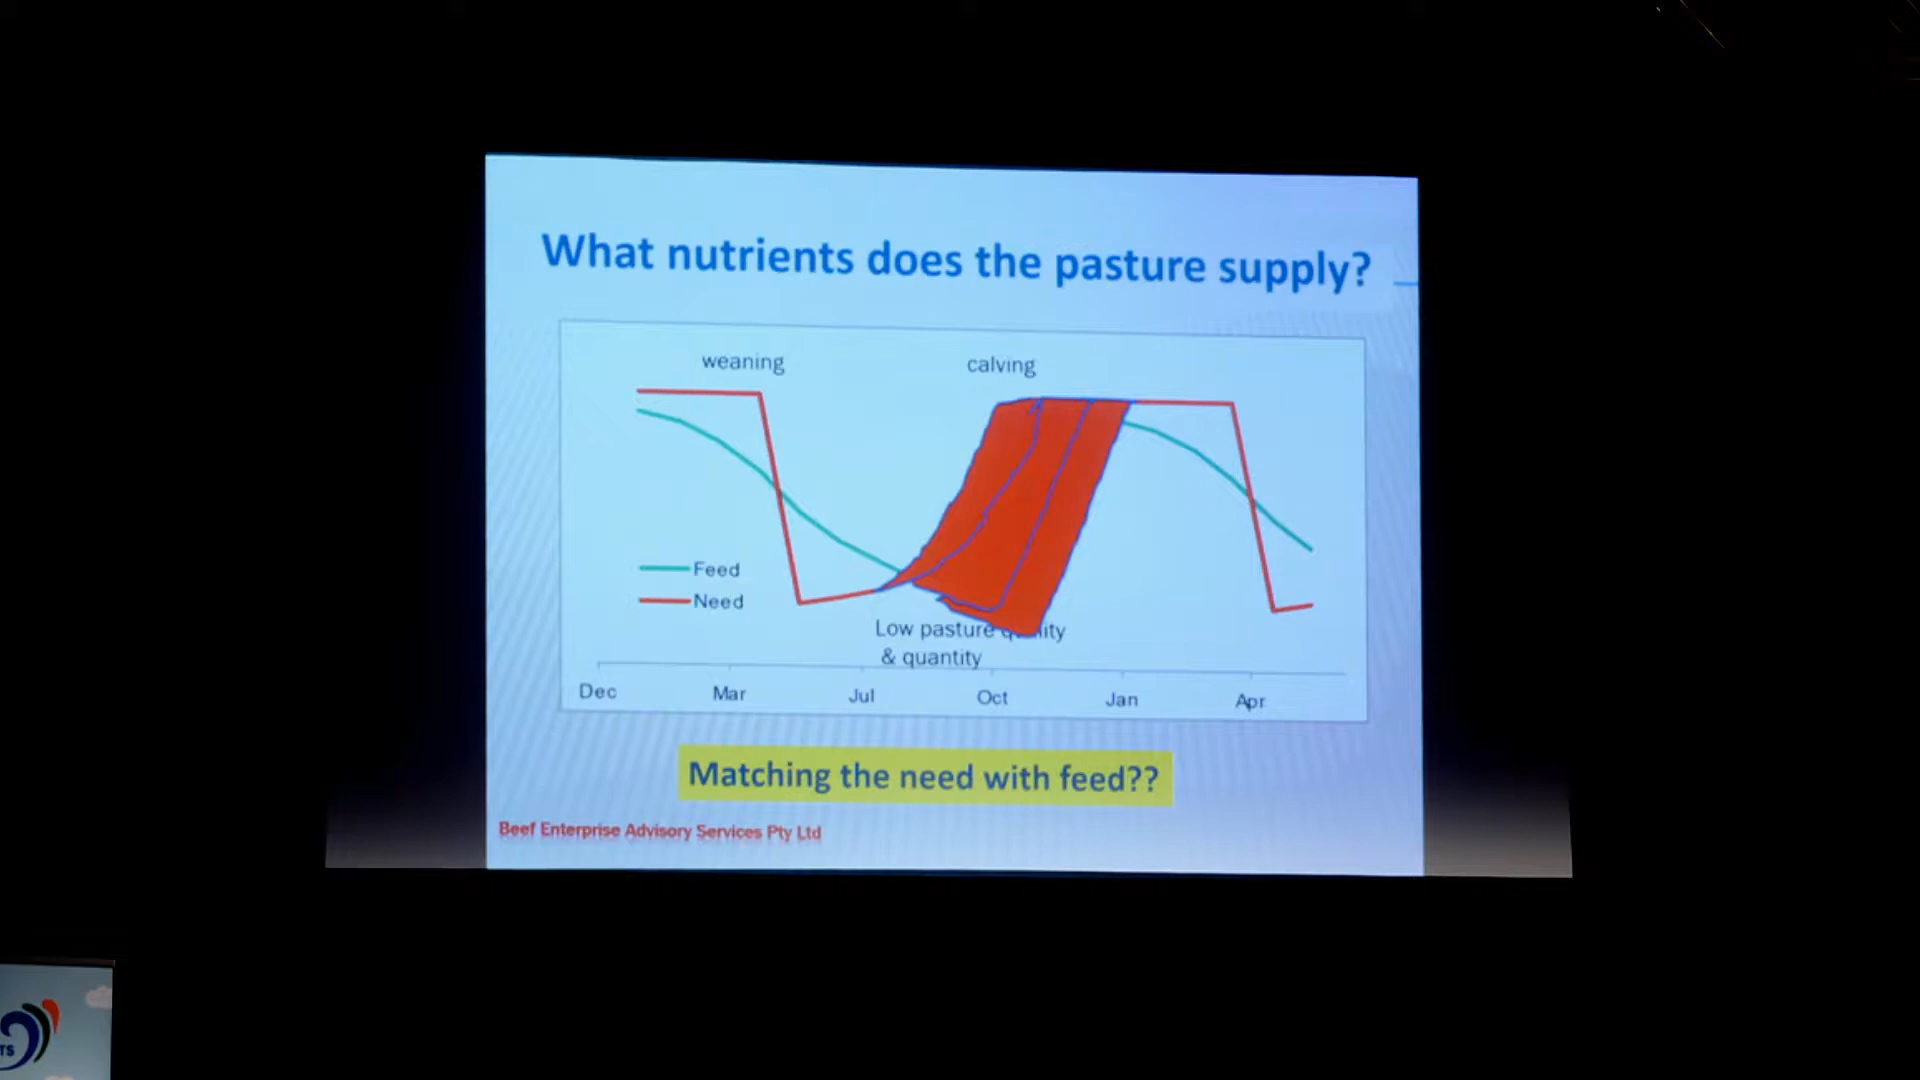 What nutrients does the pasture supply?
weaning
calving
Feed
Need
Low pasture
& quantity
Dec Mar Jul Oct Jan Apr
Matching the need with feed??
Beef Enterprise Advisory Services Pty Ltd
TS